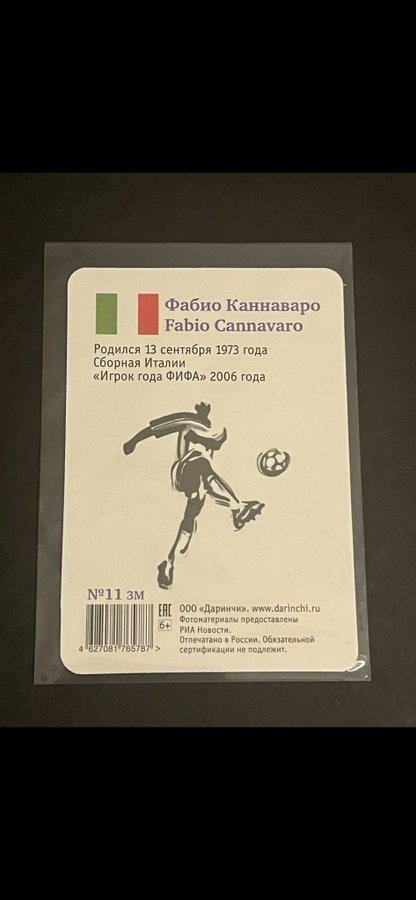 Фабио Каннаваро
Fabio Cannavaro
Родился 13 сентября 1973 года
Сборная Италии
«Игрок года ФИФА» 2006 года
№11 зм
EAC
6+
4 627081 765787 >
ООО «Даринчи». www.darinchi.ru
Фотоматериалы предоставлены
РИА Новости.
Отпечатано в России. Обязательной
сертификации не подлежит.